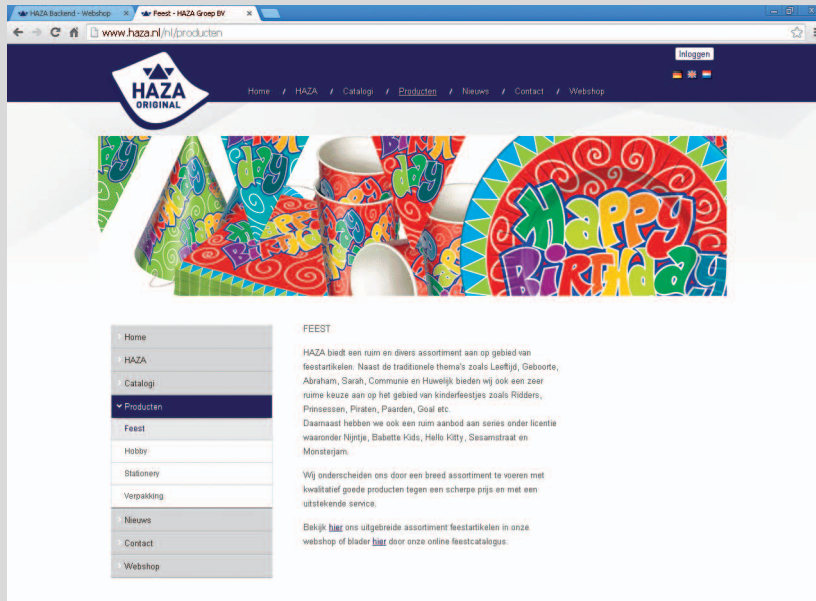 HAZA Backend - Webshop
Feest - HAZA Groep BV
www.haza.nl/nl/producten
Inloggen
HAZA
ORIGINAL
Home / HAZA / Catalogi / Producten / Nieuws / Contact / Webshop
HAPPY
BIRTHday
Home
HAZA
Catalogi
Producten
Feest
Hobby
Stationery
Verpakking
Nieuws
Contact
Webshop
FEEST
HAZA biedt een ruim en divers assortiment aan op gebied van
feestartikelen. Naast de traditionele thema's zoals Leeftijd, Geboorte,
Abraham, Sarah, Communie en Huwelijk bieden wij ook een zeer
ruime keuze aan op het gebied van kinderfeestjes zoals Ridders,
Prinsessen, Piraten, Paarden, Goal etc.
Daarnaast hebben we ook een ruim aanbod aan series onder licentie
waaronder Nijntje, Babette Kids, Hello Kitty, Sesamstraat en
Monsterjam.
Wij onderscheiden ons door een breed assortiment te voeren met
kwalitatief goede producten tegen een scherpe prijs en met een
uitstekende service.
Bekijk hier ons uitgebreide assortiment feestartikelen in onze
webshop of blader hier door onze online feestcatalogus.